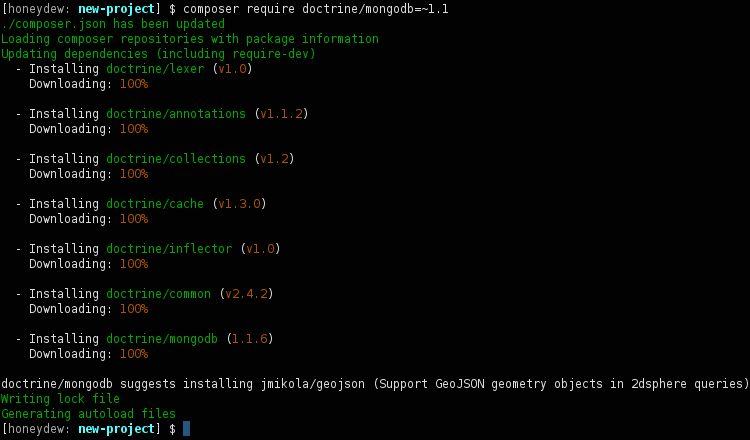 [honeydew: new-project] $ composer require doctrine/mongodb=~1.1
./composer.json has been updated
Loading composer repositories with package information
Updating dependencies (including require-dev)
- Installing doctrine/lexer (v1.0)
Downloading: 100%
- Installing doctrine/annotations (v1.1.2)
Downloading: 100%
- Installing doctrine/collections (v1.2)
Downloading: 100%
- Installing doctrine/cache (v1.3.0)
Downloading: 100%
- Installing doctrine/inflector (v1.0)
Downloading: 100%
- Installing doctrine/common (v2.4.2)
Downloading: 100%
- Installing doctrine/mongodb (1.1.6)
Downloading: 100%
doctrine/mongodb suggests installing jmikola/geojson (Support GeoJSON geometry objects in 2dsphere queries)
Writing lock file
Generating autoload files
[honeydew: new-project] $